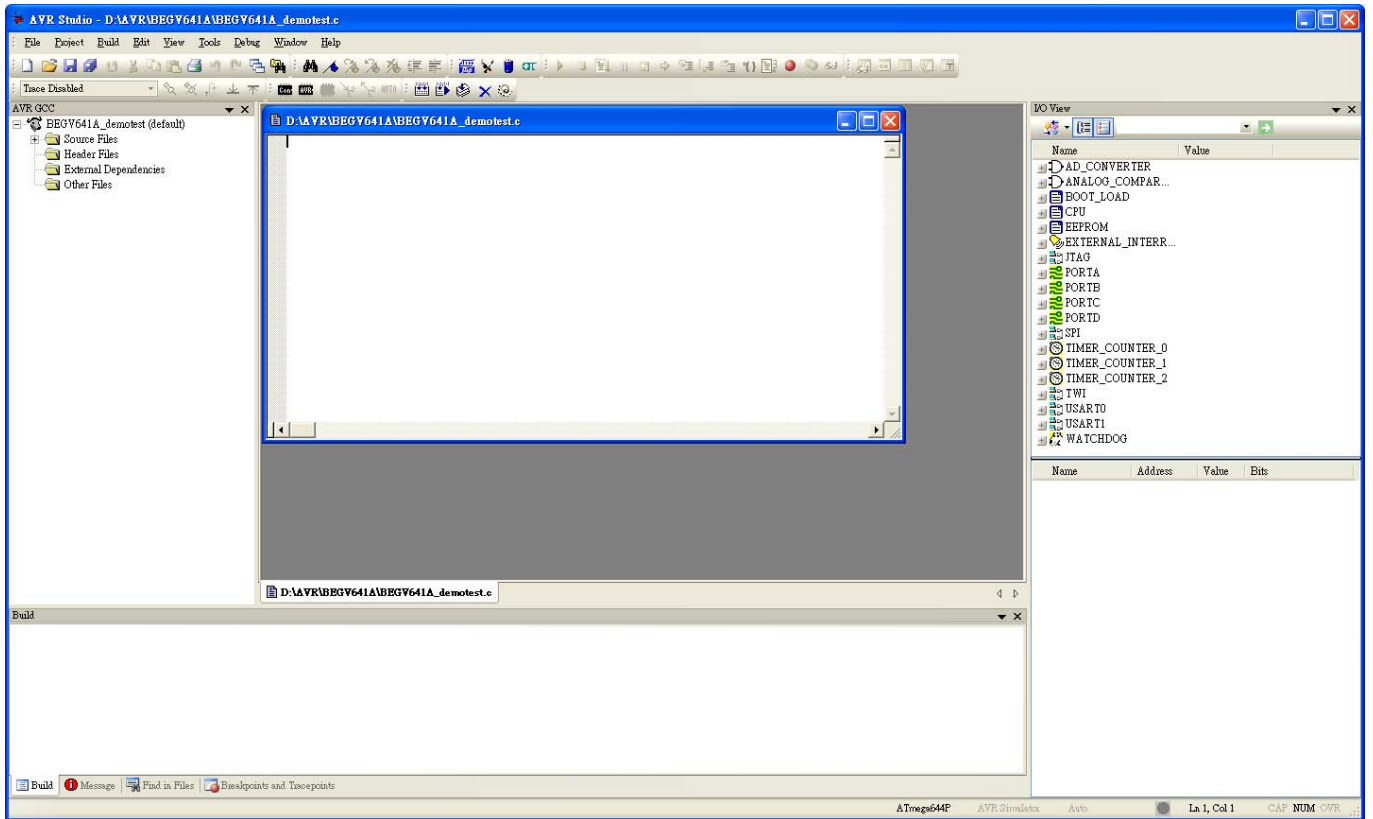 AVR Studio - D:\AVR\BEGV641A\BEGV641A_demotest.c
File Project Build Edit View Tools Debug Window Help
Trace Disabled
AVR GCC
BEGV641A_demotest (default)
Source Files
Header Files
External Dependencies
Other Files
D:\AVR\BEGV641A\BEGV641A_demotest.c
D:\AVR\BEGV641A\BEGV641A_demotest.c
I/O View
Name Value
AD_CONVERTER
ANALOG_COMPAR...
BOOT_LOAD
CPU
EEPROM
EXTERNAL_INTERR...
JTAG
PORTA
PORTB
PORTC
PORTD
SPI
TIMER_COUNTER_0
TIMER_COUNTER_1
TIMER_COUNTER_2
TWI
USART0
USART1
WATCHDOG
Name Address Value Bits
Build
Build Message Find in Files Breakpoints and Tracepoints
ATmega644P AVR Simulator Auto Ln 1, Col 1 CAP NUM OVR